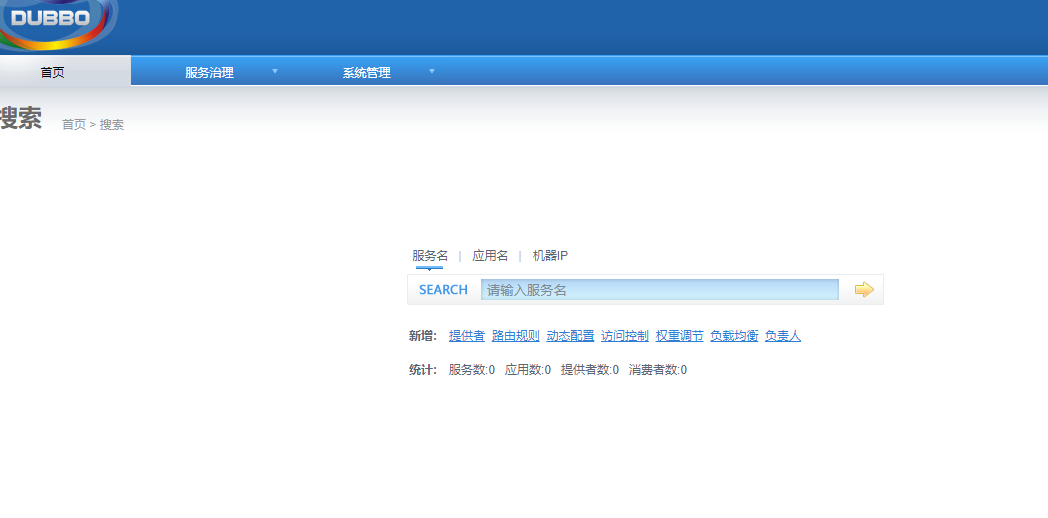 DUBBO
首页 服务治理 系统管理
搜索 首页 > 搜索
服务名 | 应用名 | 机器IP
SEARCH 请输入服务名
新增: 提供者 路由规则 动态配置 访问控制 权重调节 负载均衡 负责人
统计: 服务数:0 应用数:0 提供者数:0 消费者数:0